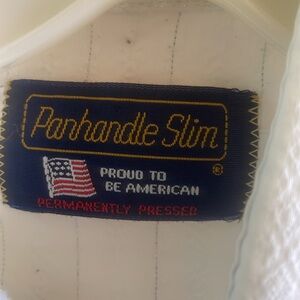 Panhandle Slim
®
PROUD TO
BE AMERICAN
PERMANENTLY PRESSED